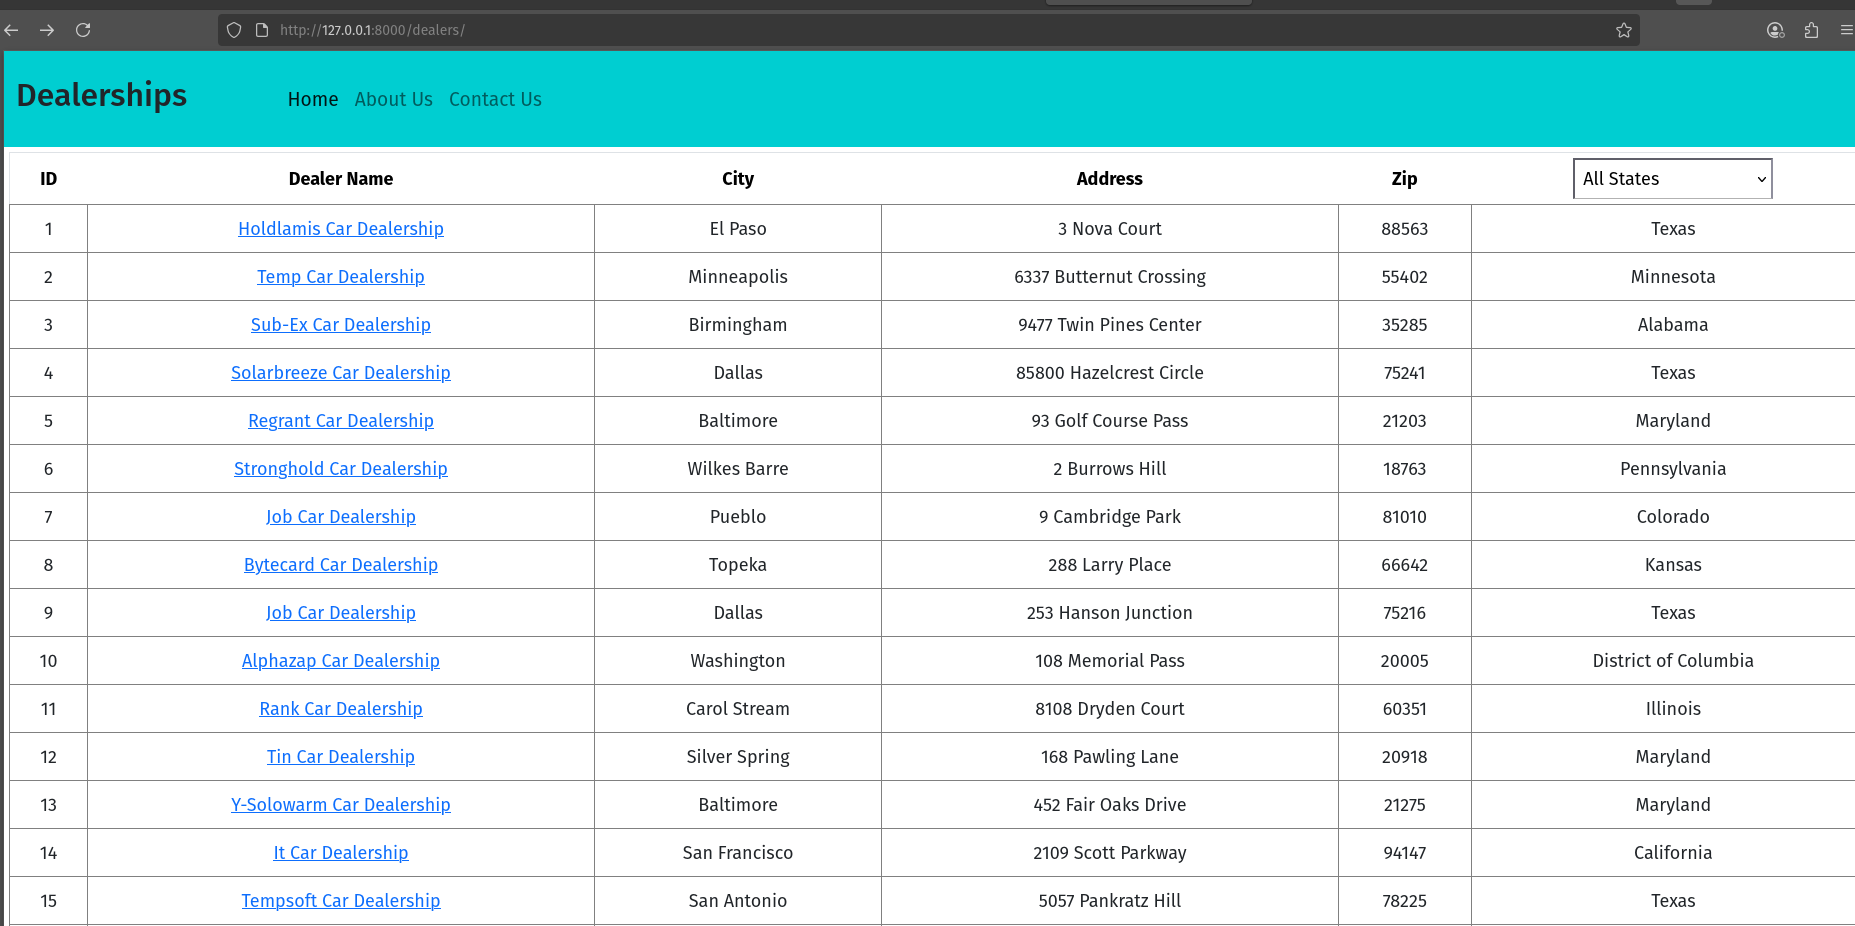 http://127.0.0.1:8000/dealers/
Dealerships Home About Us Contact Us
ID Dealer Name City Address Zip All States
1 Holdlamis Car Dealership El Paso 3 Nova Court 88563 Texas
2 Temp Car Dealership Minneapolis 6337 Butternut Crossing 55402 Minnesota
3 Sub-Ex Car Dealership Birmingham 9477 Twin Pines Center 35285 Alabama
4 Solarbreeze Car Dealership Dallas 85800 Hazelcrest Circle 75241 Texas
5 Regrant Car Dealership Baltimore 93 Golf Course Pass 21203 Maryland
6 Stronghold Car Dealership Wilkes Barre 2 Burrows Hill 18763 Pennsylvania
7 Job Car Dealership Pueblo 9 Cambridge Park 81010 Colorado
8 Bytecard Car Dealership Topeka 288 Larry Place 66642 Kansas
9 Job Car Dealership Dallas 253 Hanson Junction 75216 Texas
10 Alphazap Car Dealership Washington 108 Memorial Pass 20005 District of Columbia
11 Rank Car Dealership Carol Stream 8108 Dryden Court 60351 Illinois
12 Tin Car Dealership Silver Spring 168 Pawling Lane 20918 Maryland
13 Y-Solowarm Car Dealership Baltimore 452 Fair Oaks Drive 21275 Maryland
14 It Car Dealership San Francisco 2109 Scott Parkway 94147 California
15 Tempsoft Car Dealership San Antonio 5057 Pankratz Hill 78225 Texas